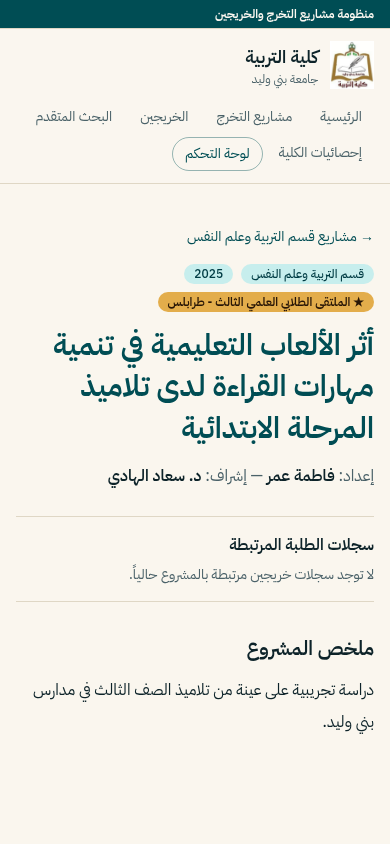 منظومة مشاريع التخرج والخريجين
كلية التربية
جامعة بني وليد
كلية التربية
الرئيسية
مشاريع التخرج
الخريجين
البحث المتقدم
إحصائيات الكلية
لوحة التحكم
→ مشاريع قسم التربية وعلم النفس
قسم التربية وعلم النفس
2025
★ الملتقى الطلابي العلمي الثالث - طرابلس
أثر الألعاب التعليمية في تنمية
مهارات القراءة لدى تلاميذ
المرحلة الابتدائية
إعداد: فاطمة عمر — إشراف: د. سعاد الهادي
سجلات الطلبة المرتبطة
لا توجد سجلات خريجين مرتبطة بالمشروع حالياً.
ملخص المشروع
دراسة تجريبية على عينة من تلاميذ الصف الثالث في مدارس
بني وليد.